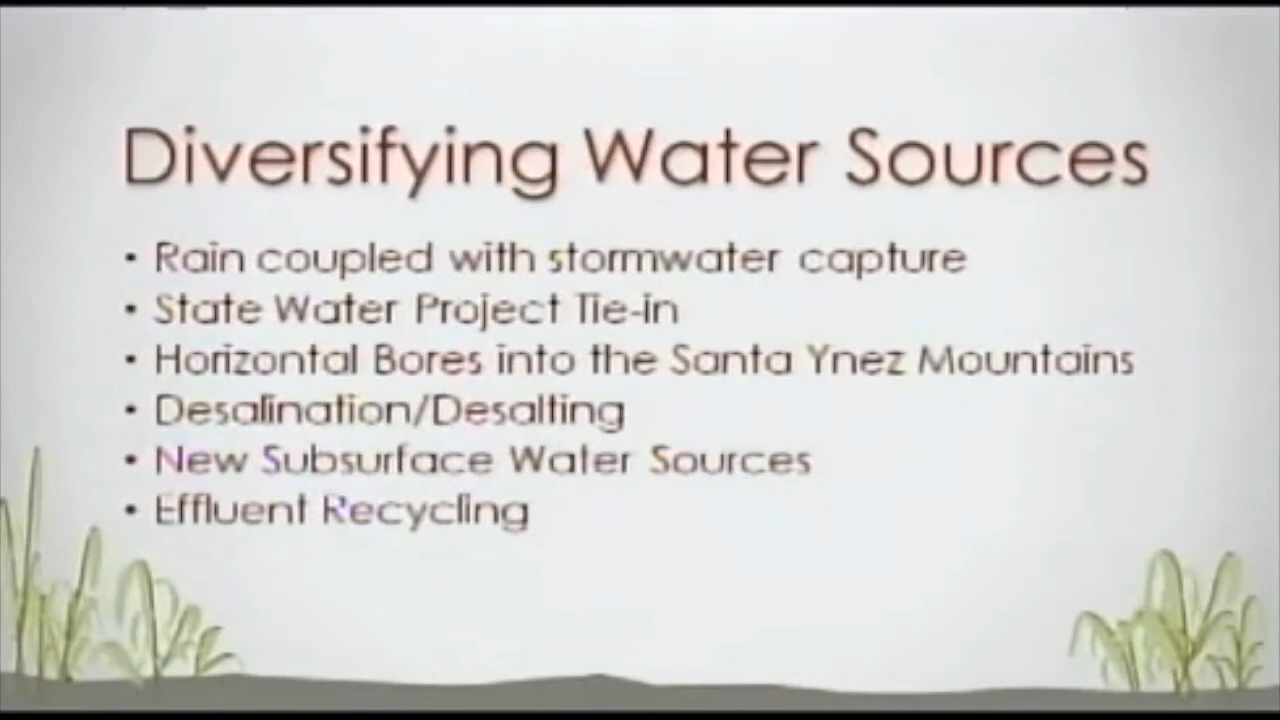 Diversifying Water Sources
• Rain coupled with stormwater capture
• State Water Project Tie-in
• Horizontal Bores into the Santa Ynez Mountains
• Desalination/Desalting
• New Subsurface Water Sources
• Effluent Recycling